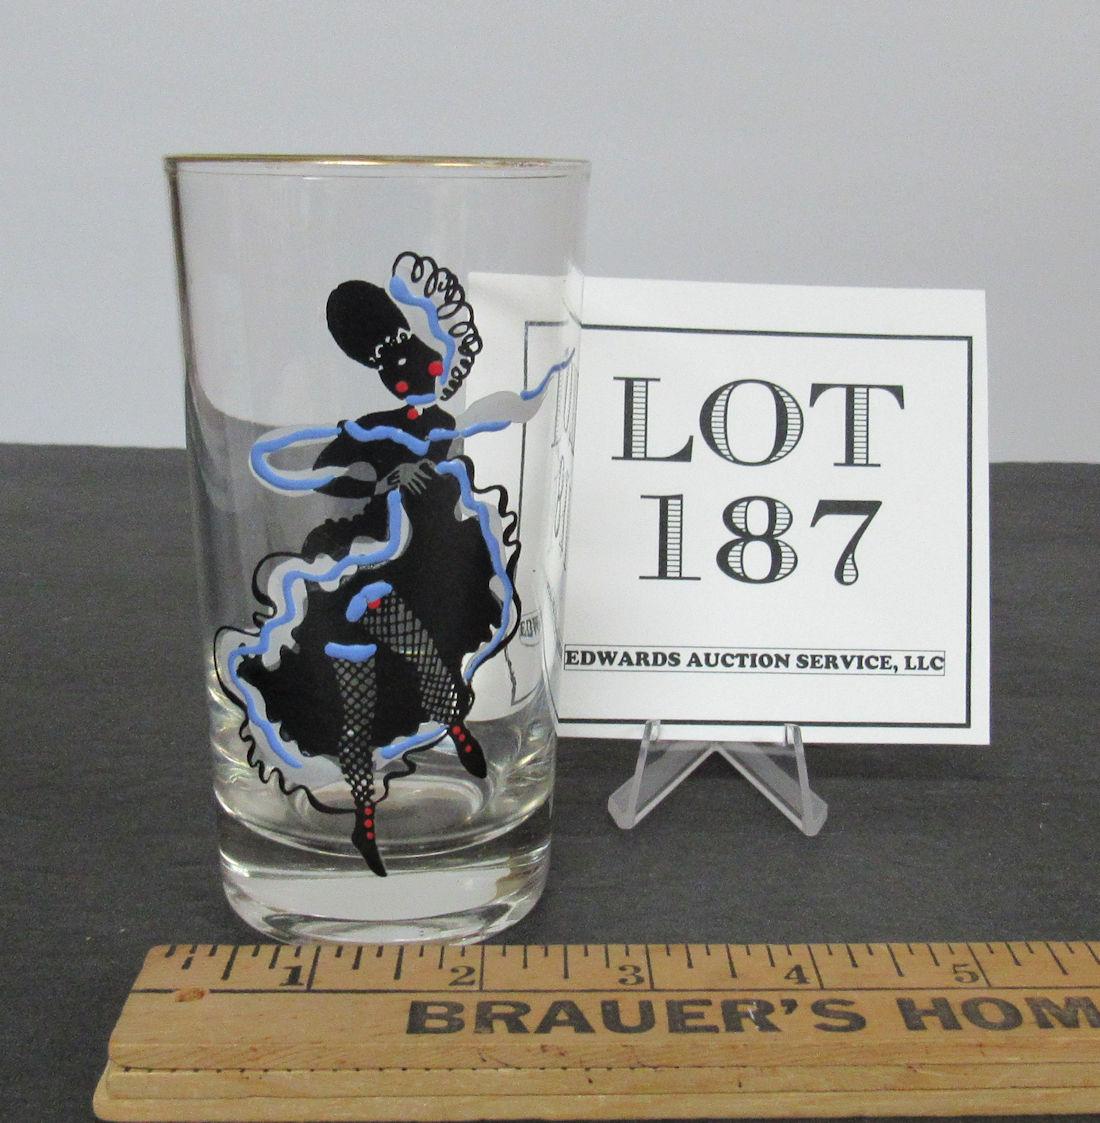 LOT
187
EDWARDS AUCTION SERVICE, LLC
1 2 3 4 5
BRAUER'S HOM